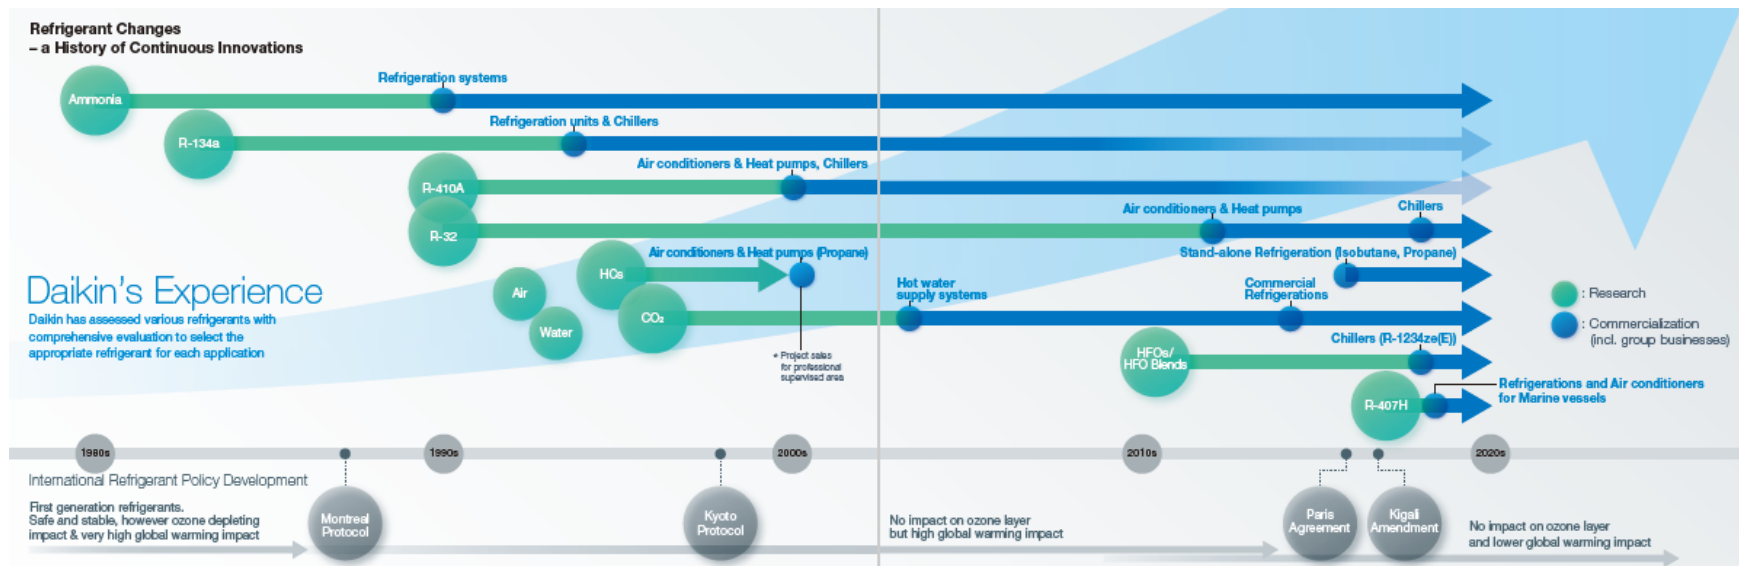 Refrigerant Changes
– a History of Continuous Innovations
Refrigeration systems
Ammonia
Refrigeration units & Chillers
R-134a
Air conditioners & Heat pumps, Chillers
R-410A
Air conditioners & Heat pumps
Chillers
R-32
Air conditioners & Heat pumps (Propane)
Stand-alone Refrigeration (Isobutane, Propane)
HCs
Daikin's Experience
Daikin has assessed various refrigerants with
comprehensive evaluation to select the
appropriate refrigerant for each application
Air
Water
CO₂
Hot water
supply systems
Commercial
Refrigerations
: Research
: Commercialization
(incl. group businesses)
* Project sales
for professional
supervised area
Chillers (R-1234ze(E))
HFOs/
HFO Blends
R-407H
Refrigerations and Air conditioners
for Marine vessels
1980s
1990s
2000s
2010s
2020s
International Refrigerant Policy Development
First generation refrigerants.
Safe and stable, however ozone depleting
impact & very high global warming impact
Montreal
Protocol
Kyoto
Protocol
No impact on ozone layer
but high global warming impact
Paris
Agreement
Kigali
Amendment
No impact on ozone layer
and lower global warming impact